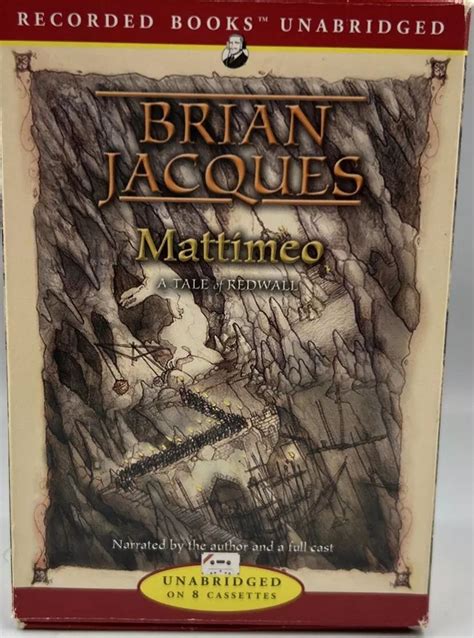 RECORDED BOOKS™ UNABRIDGED
BRIAN
JACQUES
Mattimeo
A TALE of REDWALL
Narrated by the author and a full cast
UNABRIDGED
ON 8 CASSETTES